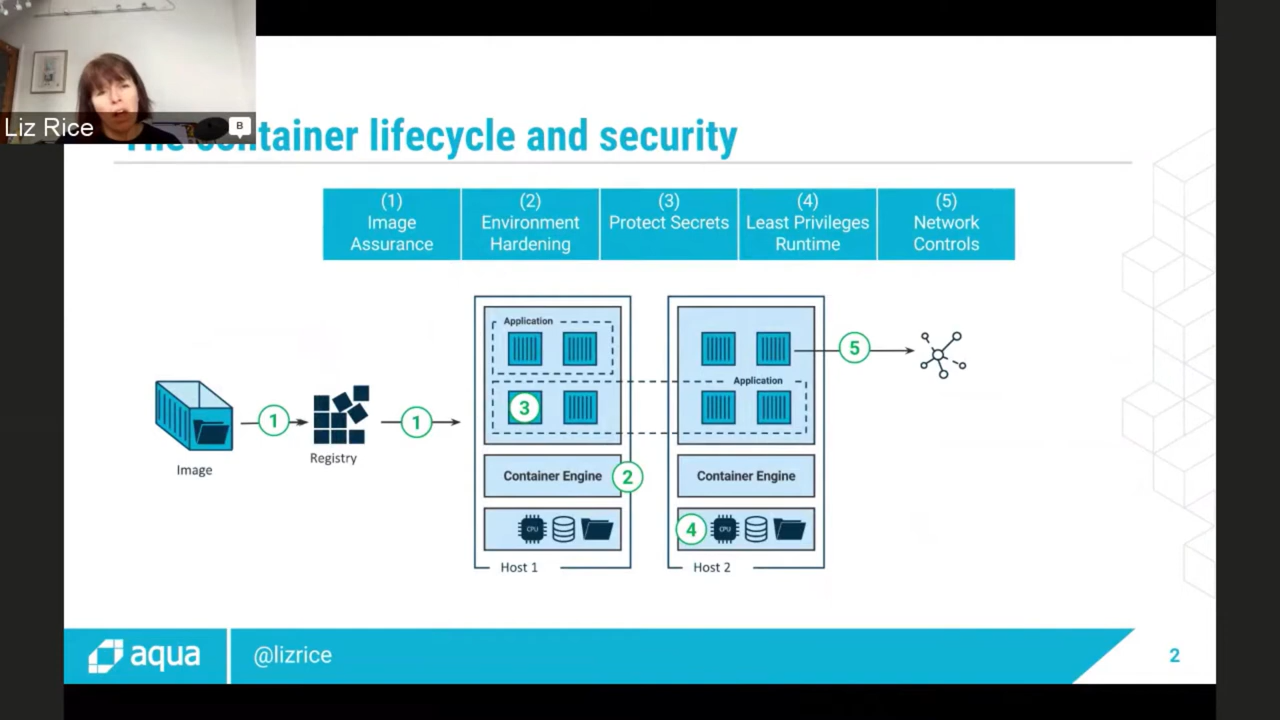 Liz Rice
B
The container lifecycle and security
(1)
Image
Assurance
(2)
Environment
Hardening
(3)
Protect Secrets
(4)
Least Privileges
Runtime
(5)
Network
Controls
Application
Application
3
5
1
1
Image
Registry
Container Engine
2
Container Engine
CPU
4
CPU
Host 1
Host 2
aqua
@lizrice
2